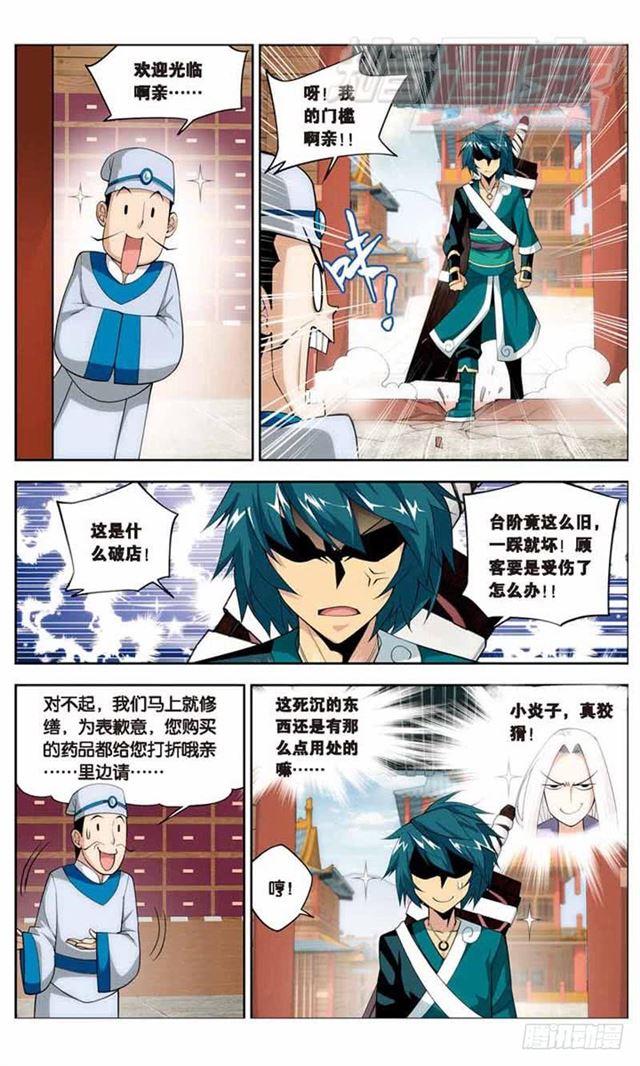 欢迎光临
啊亲……
呀！我
的门槛
啊亲！！
咔！
这是什
么破店！
台阶竟这么旧，
一踩就坏！顾
客要是受伤了
怎么办！！
对不起，我们马上就修
缮，为表歉意，您购买
的药品都给您打折哦亲
……里边请……
这死沉的东
西还是有那
么点用处的
嘛……
小炎子，真狡
猾！
哼！
腾讯动漫